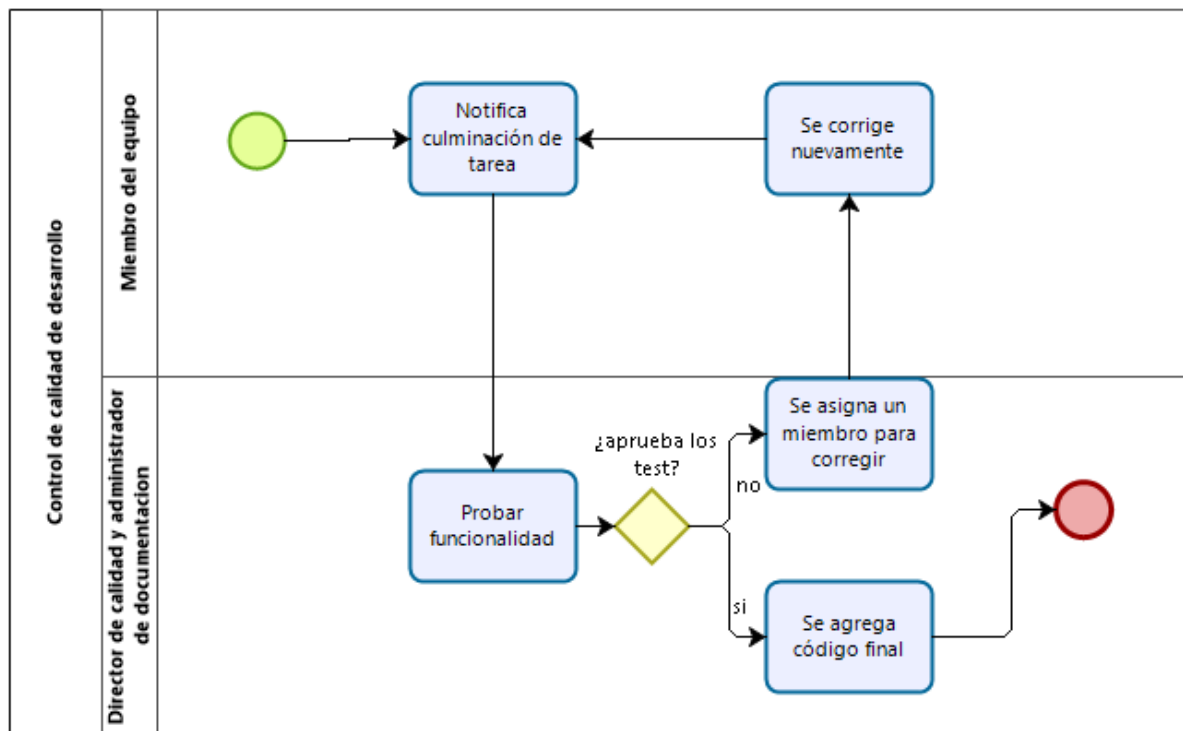 Control de calidad de desarrollo
Miembro del equipo
Notifica
culminación de
tarea
Se corrige
nuevamente
Director de calidad y administrador
de documentacion
Probar
funcionalidad
¿aprueba los
test?
no
Se asigna un
miembro para
corregir
si
Se agrega
código final